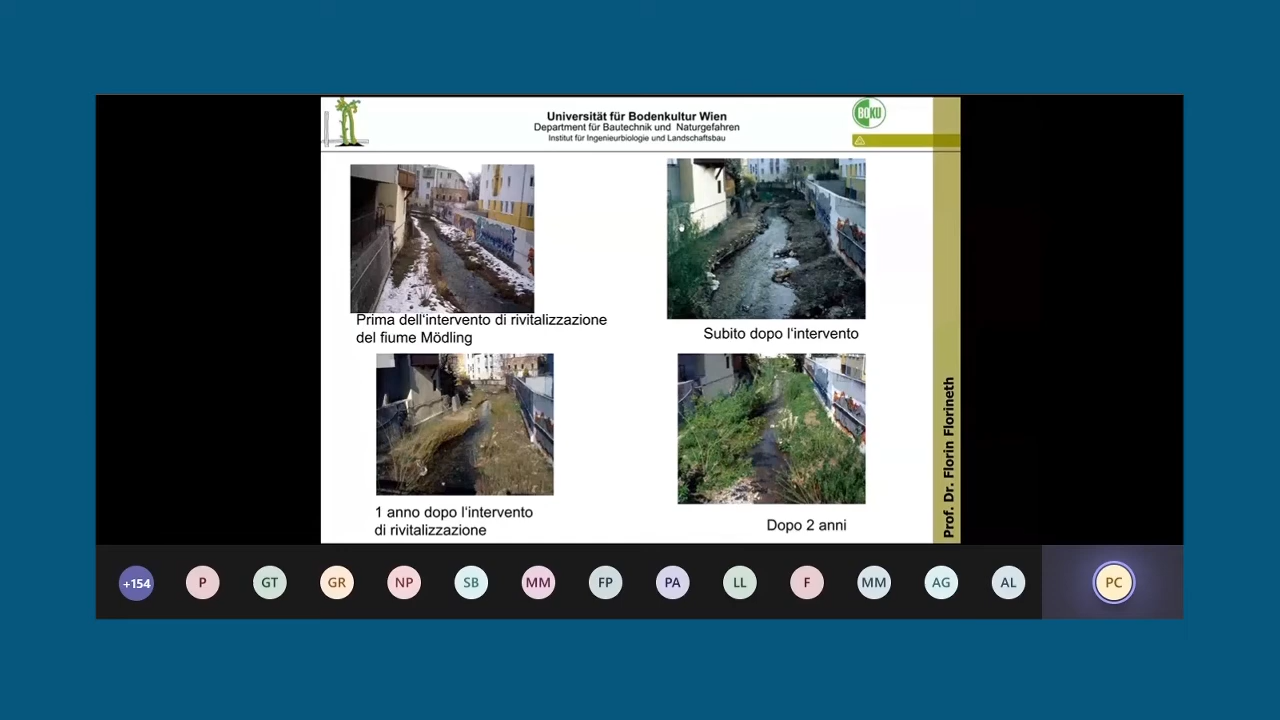 Universität für Bodenkultur Wien
Department für Bautechnik und Naturgefahren
Institut für Ingenieurbiologie und Landschaftsbau
BOKU
Prima dell'intervento di rivitalizzazione
del fiume Mödling
Subito dopo l'intervento
1 anno dopo l'intervento
di rivitalizzazione
Dopo 2 anni
Prof. Dr. Florin Florineth
+154
P
GT
GR
NP
SB
MM
FP
PA
LL
F
MM
AG
AL
PC